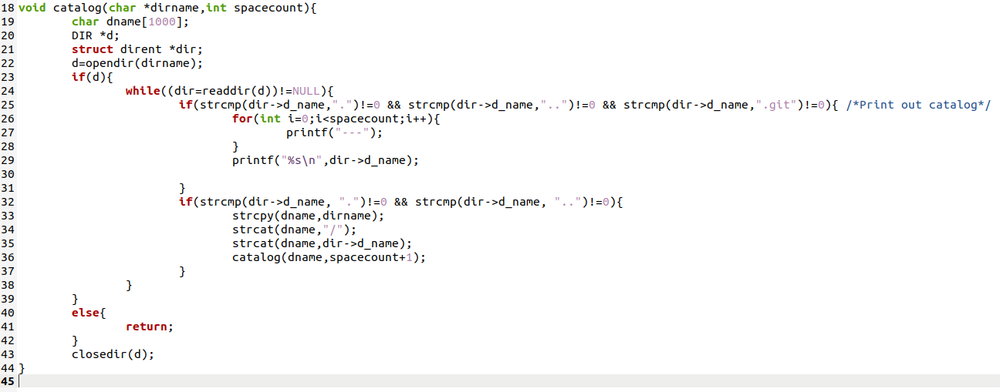 18 void catalog(char *dirname,int spacecount){
19         char dname[1000];
20         DIR *d;
21         struct dirent *dir;
22         d=opendir(dirname);
23         if(d){
24                 while((dir=readdir(d))!=NULL){
25                         if(strcmp(dir->d_name,".")!=0 && strcmp(dir->d_name,"..")!=0 && strcmp(dir->d_name,".git")!=0){ /*Print out catalog*/
26                                 for(int i=0;i<spacecount;i++){
27                                         printf("---");
28                                 }
29                                 printf("%s\n",dir->d_name);
30
31                         }
32                         if(strcmp(dir->d_name, ".")!=0 && strcmp(dir->d_name, "..")!=0){
33                                 strcpy(dname,dirname);
34                                 strcat(dname,"/");
35                                 strcat(dname,dir->d_name);
36                                 catalog(dname,spacecount+1);
37                         }
38                 }
39         }
40         else{
41                 return;
42         }
43         closedir(d);
44 }
45